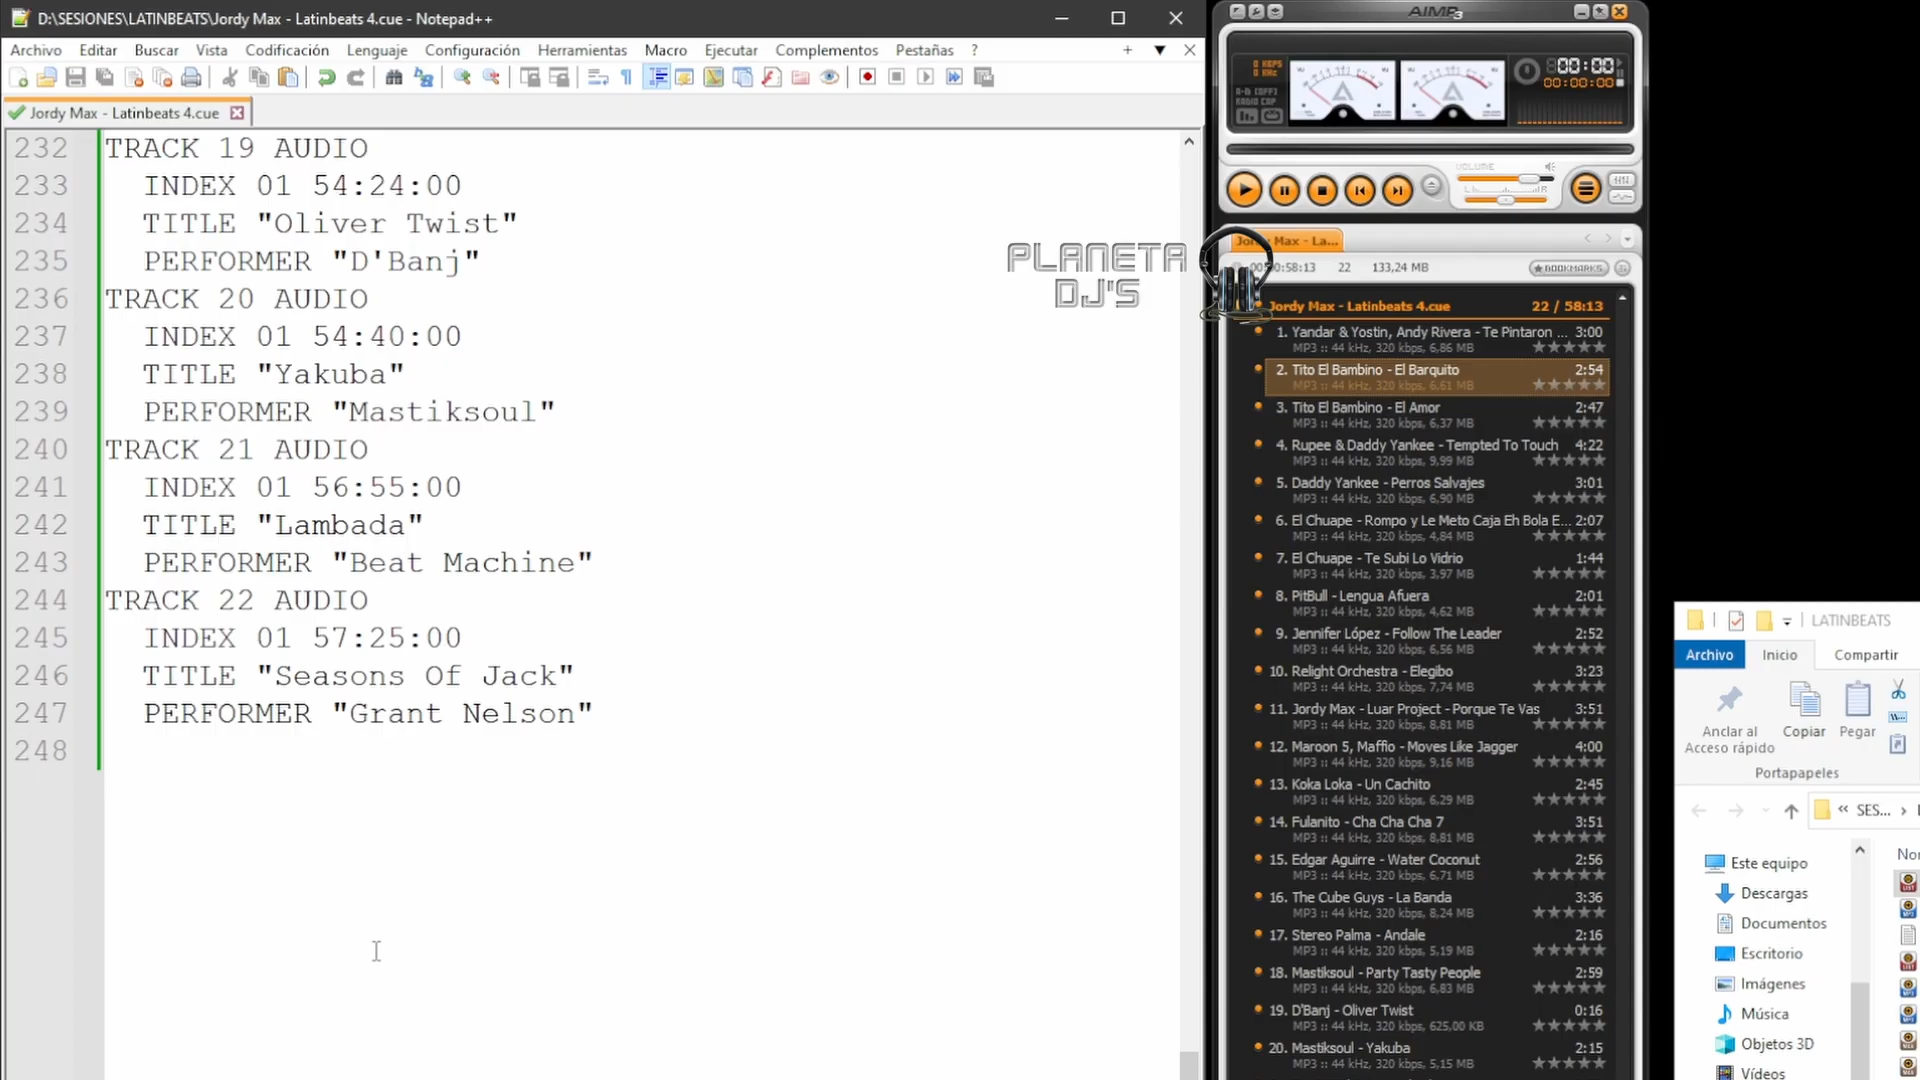 D:\SESIONES\LATINBEATS\Jordy Max - Latinbeats 4.cue - Notepad++
Archivo Editar Buscar Vista Codificación Lenguaje Configuración Herramientas Macro Ejecutar Complementos Pestañas ?
Jordy Max - Latinbeats 4.cue
232 TRACK 19 AUDIO
233 INDEX 01 54:24:00
234 TITLE "Oliver Twist"
235 PERFORMER "D'Banj"
236 TRACK 20 AUDIO
237 INDEX 01 54:40:00
238 TITLE "Yakuba"
239 PERFORMER "Mastiksoul"
240 TRACK 21 AUDIO
241 INDEX 01 56:55:00
242 TITLE "Lambada"
243 PERFORMER "Beat Machine"
244 TRACK 22 AUDIO
245 INDEX 01 57:25:00
246 TITLE "Seasons Of Jack"
247 PERFORMER "Grant Nelson"
248
PLANETA
DJ'S
AIMP3
0 KBPS
0 KHZ
A-B (OFF)
RADIO CAP
00:00
00:00:00
VOLUME
L R
Jordy Max - La...
0:58:13 22 133,24 MB BOOKMARKS
Jordy Max - Latinbeats 4.cue 22 / 58:13
1. Yandar & Yostin, Andy Rivera - Te Pintaron ... 3:00
MP3 :: 44 kHz, 320 kbps, 6,86 MB
2. Tito El Bambino - El Barquito 2:54
MP3 :: 44 kHz, 320 kbps, 6,61 MB
3. Tito El Bambino - El Amor 2:47
MP3 :: 44 kHz, 320 kbps, 6,37 MB
4. Rupee & Daddy Yankee - Tempted To Touch 4:22
MP3 :: 44 kHz, 320 kbps, 9,99 MB
5. Daddy Yankee - Perros Salvajes 3:01
MP3 :: 44 kHz, 320 kbps, 6,90 MB
6. El Chuape - Rompo y Le Meto Caja Eh Bola E... 2:07
MP3 :: 44 kHz, 320 kbps, 4,84 MB
7. El Chuape - Te Subi Lo Vidrio 1:44
MP3 :: 44 kHz, 320 kbps, 3,97 MB
8. PitBull - Lengua Afuera 2:01
MP3 :: 44 kHz, 320 kbps, 4,62 MB
9. Jennifer López - Follow The Leader 2:52
MP3 :: 44 kHz, 320 kbps, 6,56 MB
10. Relight Orchestra - Elegibo 3:23
MP3 :: 44 kHz, 320 kbps, 7,74 MB
11. Jordy Max - Luar Project - Porque Te Vas 3:51
MP3 :: 44 kHz, 320 kbps, 8,81 MB
12. Maroon 5, Maffio - Moves Like Jagger 4:00
MP3 :: 44 kHz, 320 kbps, 9,16 MB
13. Koka Loka - Un Cachito 2:45
MP3 :: 44 kHz, 320 kbps, 6,29 MB
14. Fulanito - Cha Cha Cha 7 3:51
MP3 :: 44 kHz, 320 kbps, 8,81 MB
15. Edgar Aguirre - Water Coconut 2:56
MP3 :: 44 kHz, 320 kbps, 6,71 MB
16. The Cube Guys - La Banda 3:36
MP3 :: 44 kHz, 320 kbps, 8,24 MB
17. Stereo Palma - Andale 2:16
MP3 :: 44 kHz, 320 kbps, 5,19 MB
18. Mastiksoul - Party Tasty People 2:59
MP3 :: 44 kHz, 320 kbps, 6,83 MB
19. D'Banj - Oliver Twist 0:16
MP3 :: 44 kHz, 320 kbps, 625,00 KB
20. Mastiksoul - Yakuba 2:15
MP3 :: 44 kHz, 320 kbps, 5,15 MB
LATINBEATS
Archivo Inicio Compartir
Anclar al
Acceso rápido
Copiar
Pegar
Portapapeles
« SES... ›
Este equipo
Descargas
Documentos
Escritorio
Imágenes
Música
Objetos 3D
Vídeos